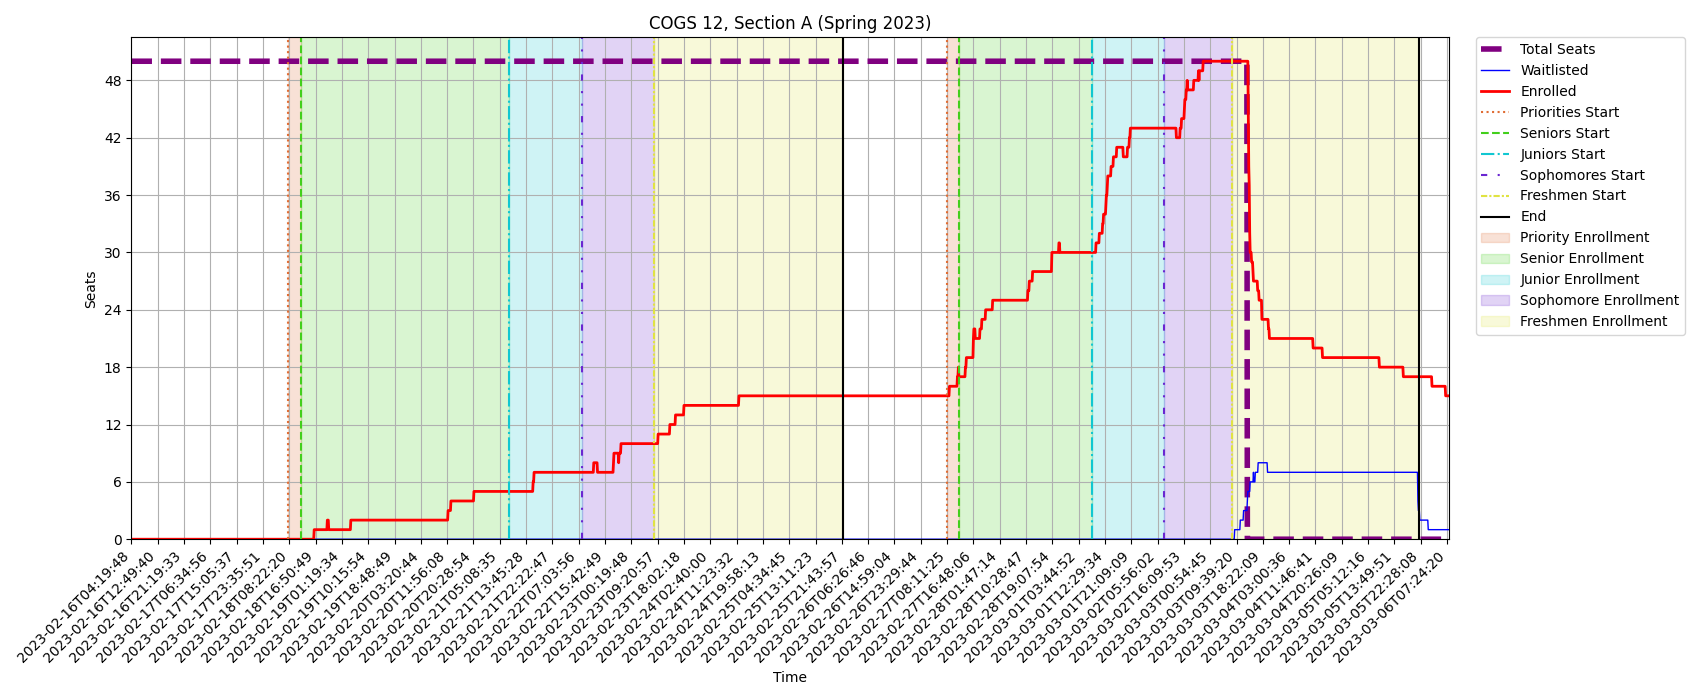 COGS 12, Section A (Spring 2023)
Seats
48
42
36
30
24
18
12
6
0
2023-02-16T04:19:48
2023-02-16T12:49:40
2023-02-16T21:19:33
2023-02-17T06:34:56
2023-02-17T15:05:37
2023-02-17T23:35:51
2023-02-18T08:22:20
2023-02-18T16:50:49
2023-02-19T01:19:34
2023-02-19T10:15:54
2023-02-19T18:48:49
2023-02-20T03:20:44
2023-02-20T11:56:08
2023-02-20T20:28:54
2023-02-21T05:08:35
2023-02-21T13:45:28
2023-02-21T22:22:47
2023-02-22T07:03:56
2023-02-22T15:42:49
2023-02-23T00:19:48
2023-02-23T09:20:57
2023-02-23T18:02:18
2023-02-24T02:40:00
2023-02-24T11:23:32
2023-02-24T19:58:13
2023-02-25T04:34:45
2023-02-25T13:11:23
2023-02-25T21:43:57
2023-02-26T06:26:46
2023-02-26T14:59:04
2023-02-26T23:29:44
2023-02-27T08:11:25
2023-02-27T16:48:06
2023-02-28T01:47:14
2023-02-28T10:28:47
2023-02-28T19:07:54
2023-03-01T03:44:52
2023-03-01T12:29:34
2023-03-01T21:09:09
2023-03-02T05:56:02
2023-03-02T16:09:53
2023-03-03T00:54:45
2023-03-03T09:39:20
2023-03-03T18:22:09
2023-03-04T03:00:36
2023-03-04T11:46:41
2023-03-04T20:26:09
2023-03-05T05:12:16
2023-03-05T13:49:51
2023-03-05T22:28:08
2023-03-06T07:24:20
Time
Total Seats
Waitlisted
Enrolled
Priorities Start
Seniors Start
Juniors Start
Sophomores Start
Freshmen Start
End
Priority Enrollment
Senior Enrollment
Junior Enrollment
Sophomore Enrollment
Freshmen Enrollment